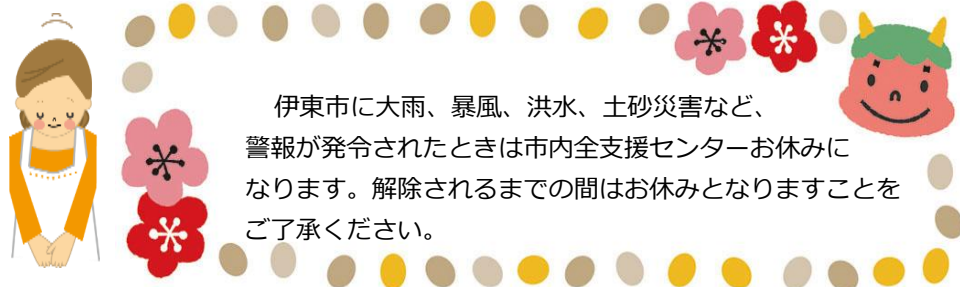 伊東市に大雨、暴風、洪水、土砂災害など、
警報が発令されたときは市内全支援センターお休みに
なります。解除されるまでの間はお休みとなりますことを
ご了承ください。